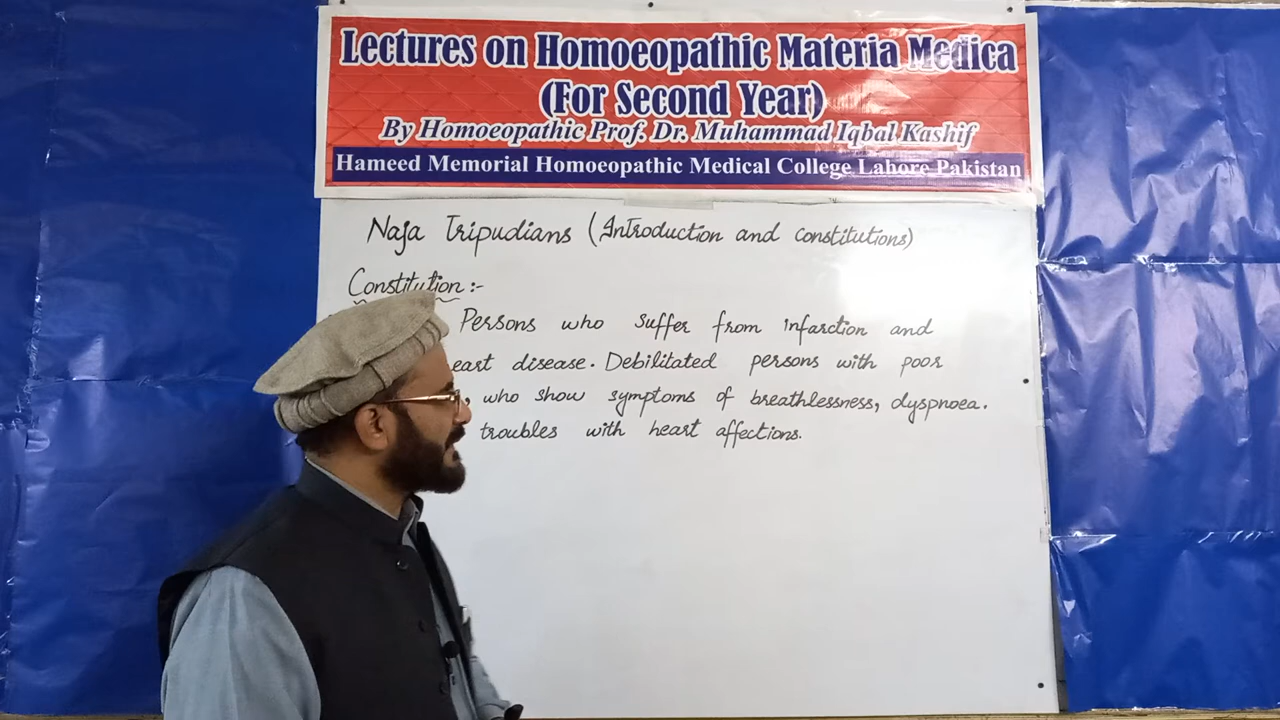 Lectures on Homoeopathic Materia Medica
(For Second Year)
By Homoeopathic Prof. Dr. Muhammad Iqbal Kashif
Hameed Memorial Homoeopathic Medical College Lahore Pakistan
Naja Tripudians (Introduction and constitutions)
Constitution :-
Persons who suffer from infarction and
disease. Debilitated persons with poor
who show symptoms of breathlessness, dyspnoea.
troubles with heart affections.